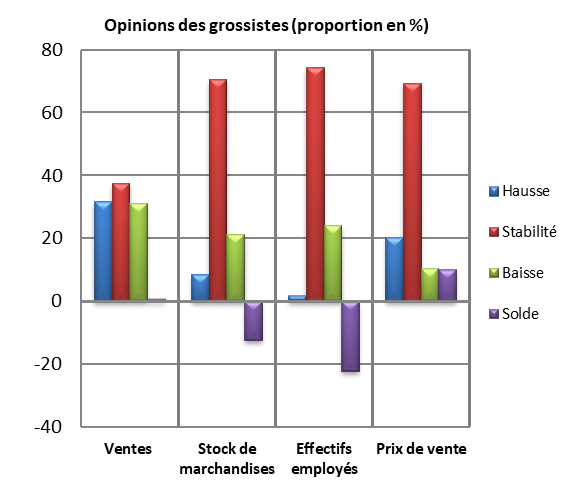 Opinions des grossistes (proportion en %)
80
60
40
20
0
-20
-40
Ventes
Stock de
marchandises
Effectifs
employés
Prix de vente
Hausse
Stabilité
Baisse
Solde